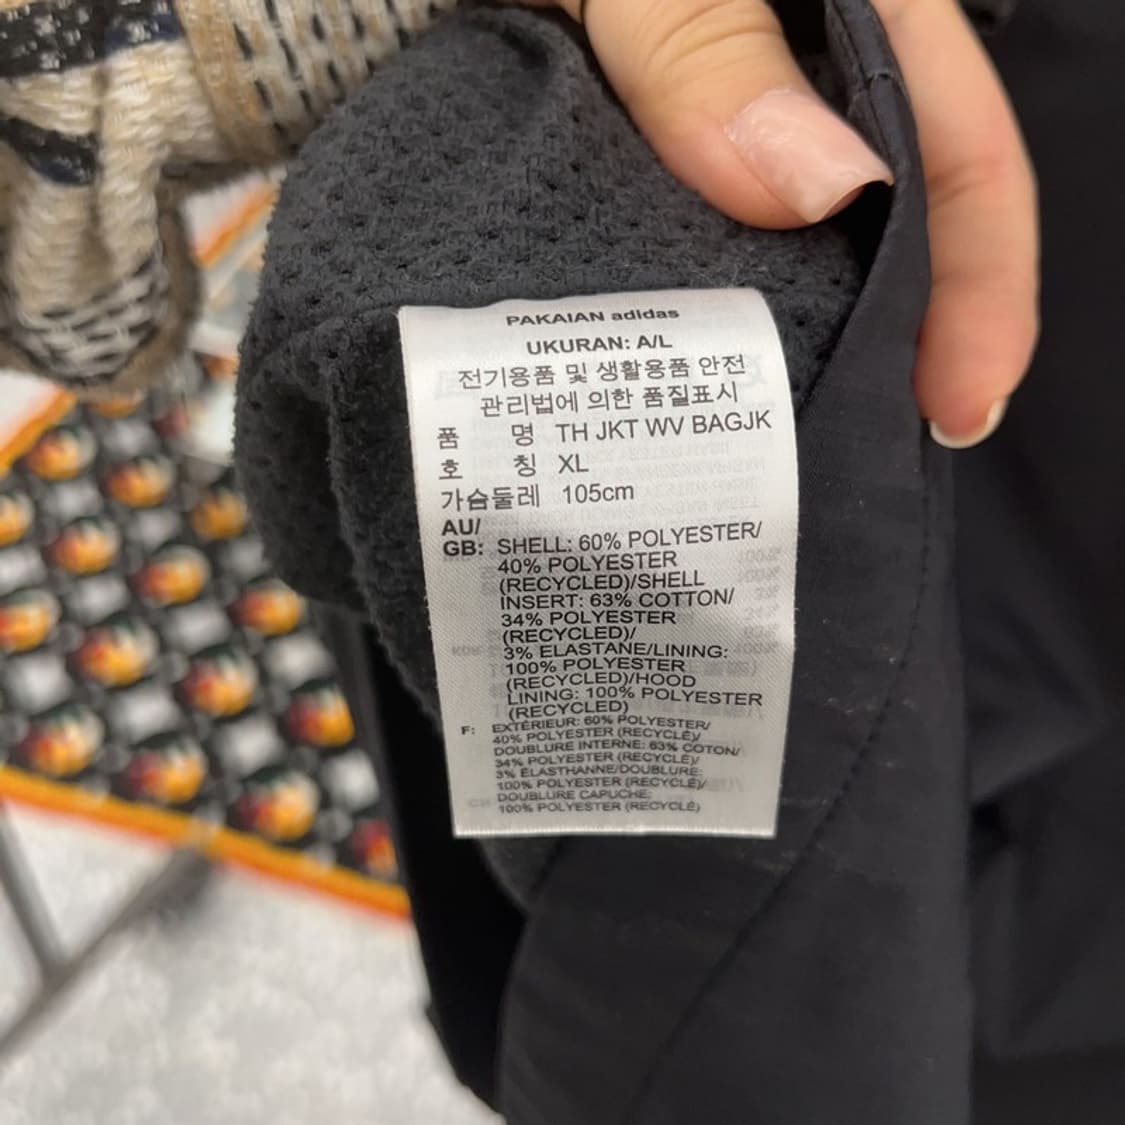 PAKAIAN adidas
UKURAN: A/L
전기용품 및 생활용품 안전
관리법에 의한 품질표시
품 명 TH JKT WV BAGJK
호 칭 XL
가슴둘레 105cm
AU/
GB: SHELL: 60% POLYESTER/
40% POLYESTER
(RECYCLED)/SHELL
INSERT: 63% COTTON/
34% POLYESTER
(RECYCLED)/
3% ELASTANE/LINING:
100% POLYESTER
(RECYCLED)/HOOD
LINING: 100% POLYESTER
(RECYCLED)
F: EXTÉRIEUR: 60% POLYESTER/
40% POLYESTER (RECYCLÉ)/
DOUBLURE INTERNE: 63% COTON/
34% POLYESTER (RECYCLÉ)/
3% ÉLASTHANNE/DOUBLURE:
100% POLYESTER (RECYCLÉ)/
DOUBLURE CAPUCHE:
100% POLYESTER (RECYCLÉ)